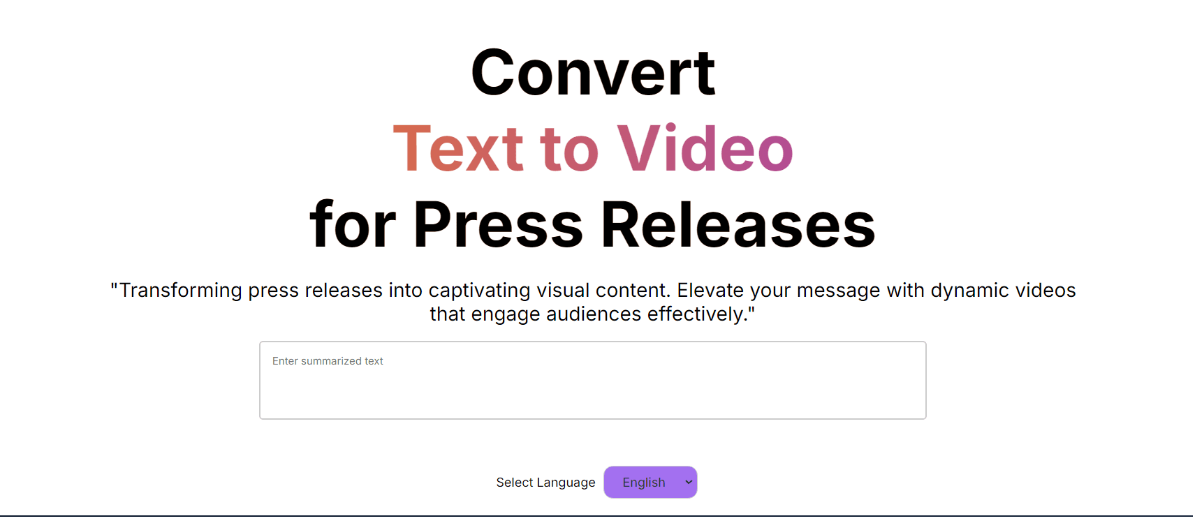 Convert
Text to Video
for Press Releases
"Transforming press releases into captivating visual content. Elevate your message with dynamic videos
that engage audiences effectively."
Enter summarized text
Select Language English